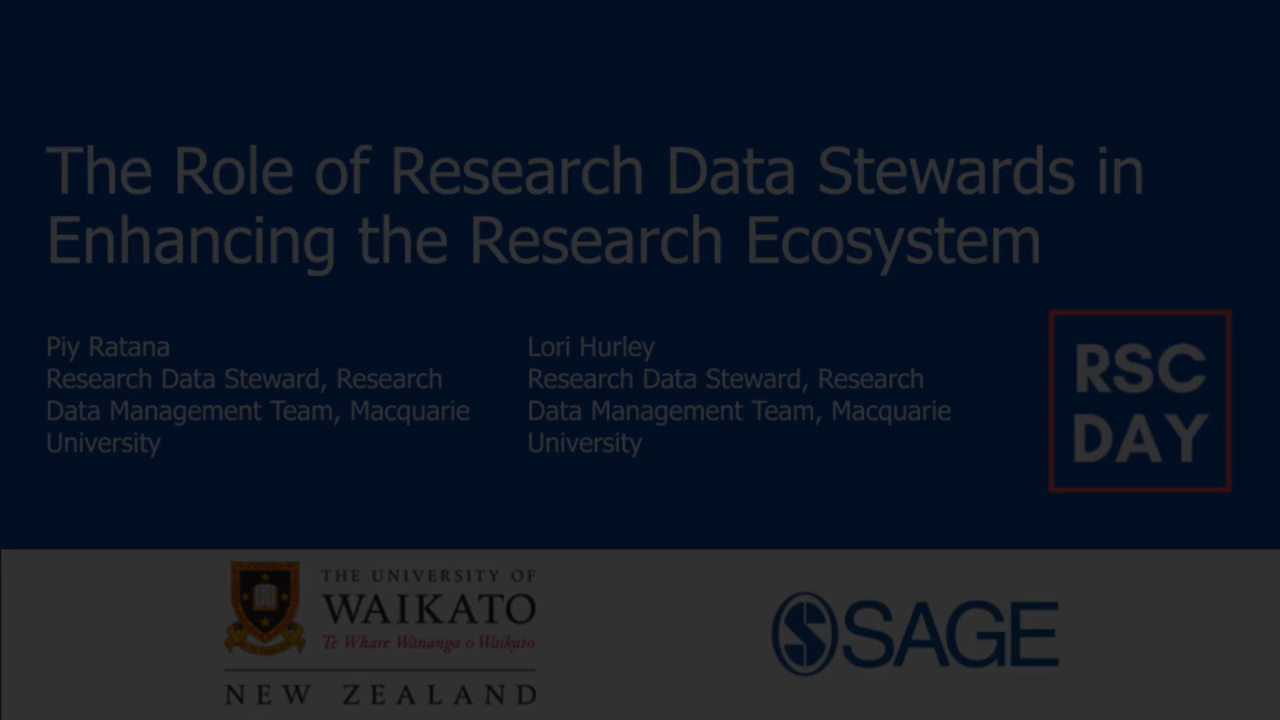 The Role of Research Data Stewards in
Enhancing the Research Ecosystem
Piy Ratana
Research Data Steward, Research
Data Management Team, Macquarie
University
Lori Hurley
Research Data Steward, Research
Data Management Team, Macquarie
University
RSC
DAY
THE UNIVERSITY OF
WAIKATO
Te Whare Wānanga o Waikato
NEW ZEALAND
SAGE